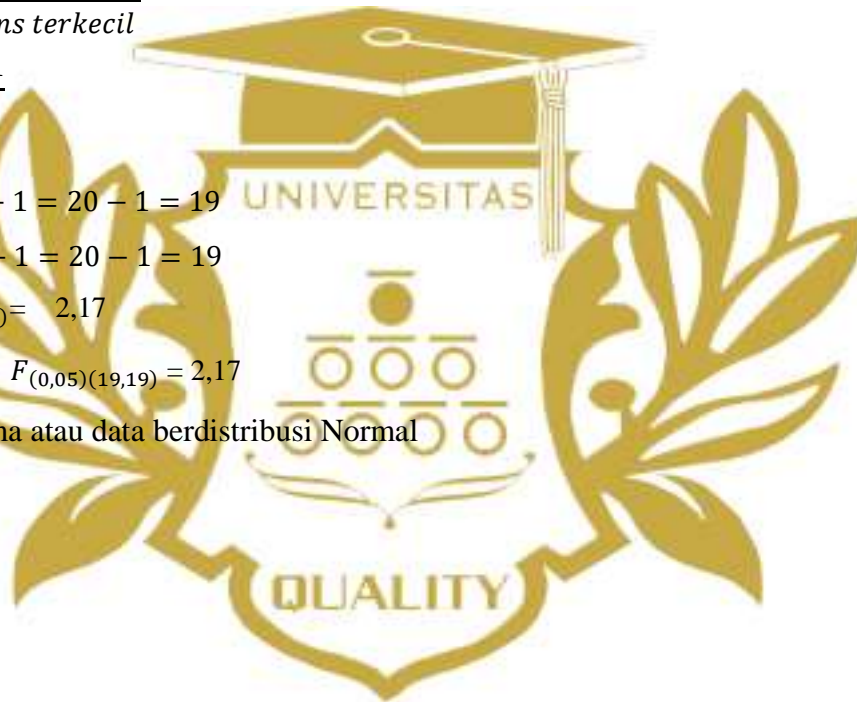 ns terkecil
− 1 = 20 − 1 = 19
UNIVERSITAS
− 1 = 20 − 1 = 19
)= 2,17
F(0,05)(19,19) = 2,17
atau data berdistribusi Normal
QUALITY